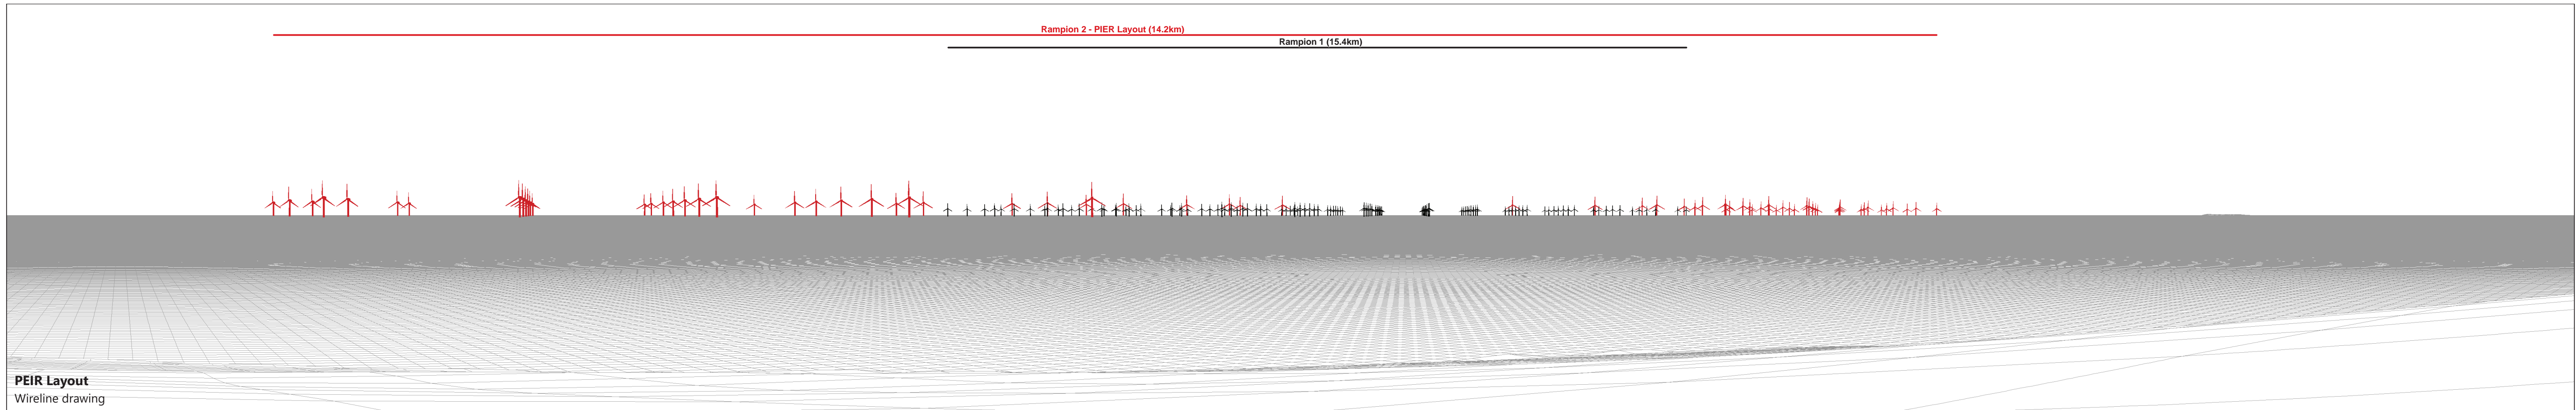 Rampion 2 - PIER Layout (14.2km)
Rampion 1 (15.4km)
PEIR Layout
Wireline drawing